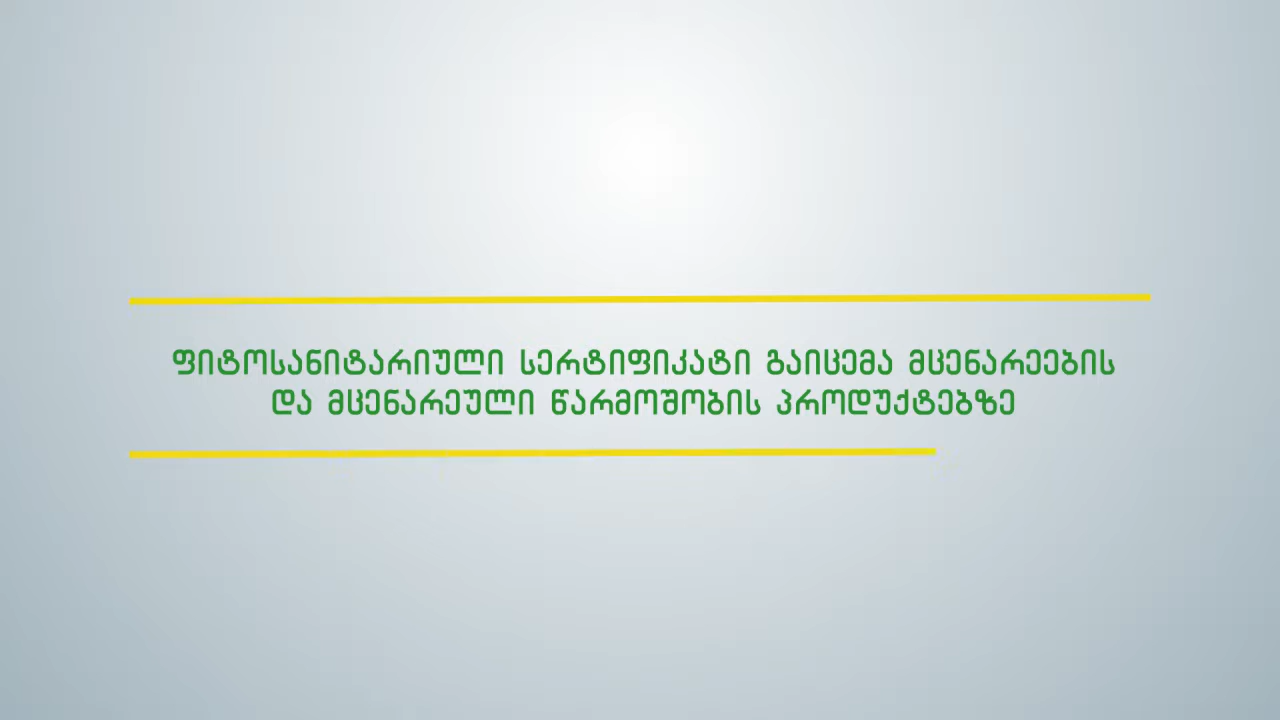 ფიტოსანიტარიული სერტიფიკატი გაიცემა მცენარეების
და მცენარეული წარმოშობის პროდუქტებზე